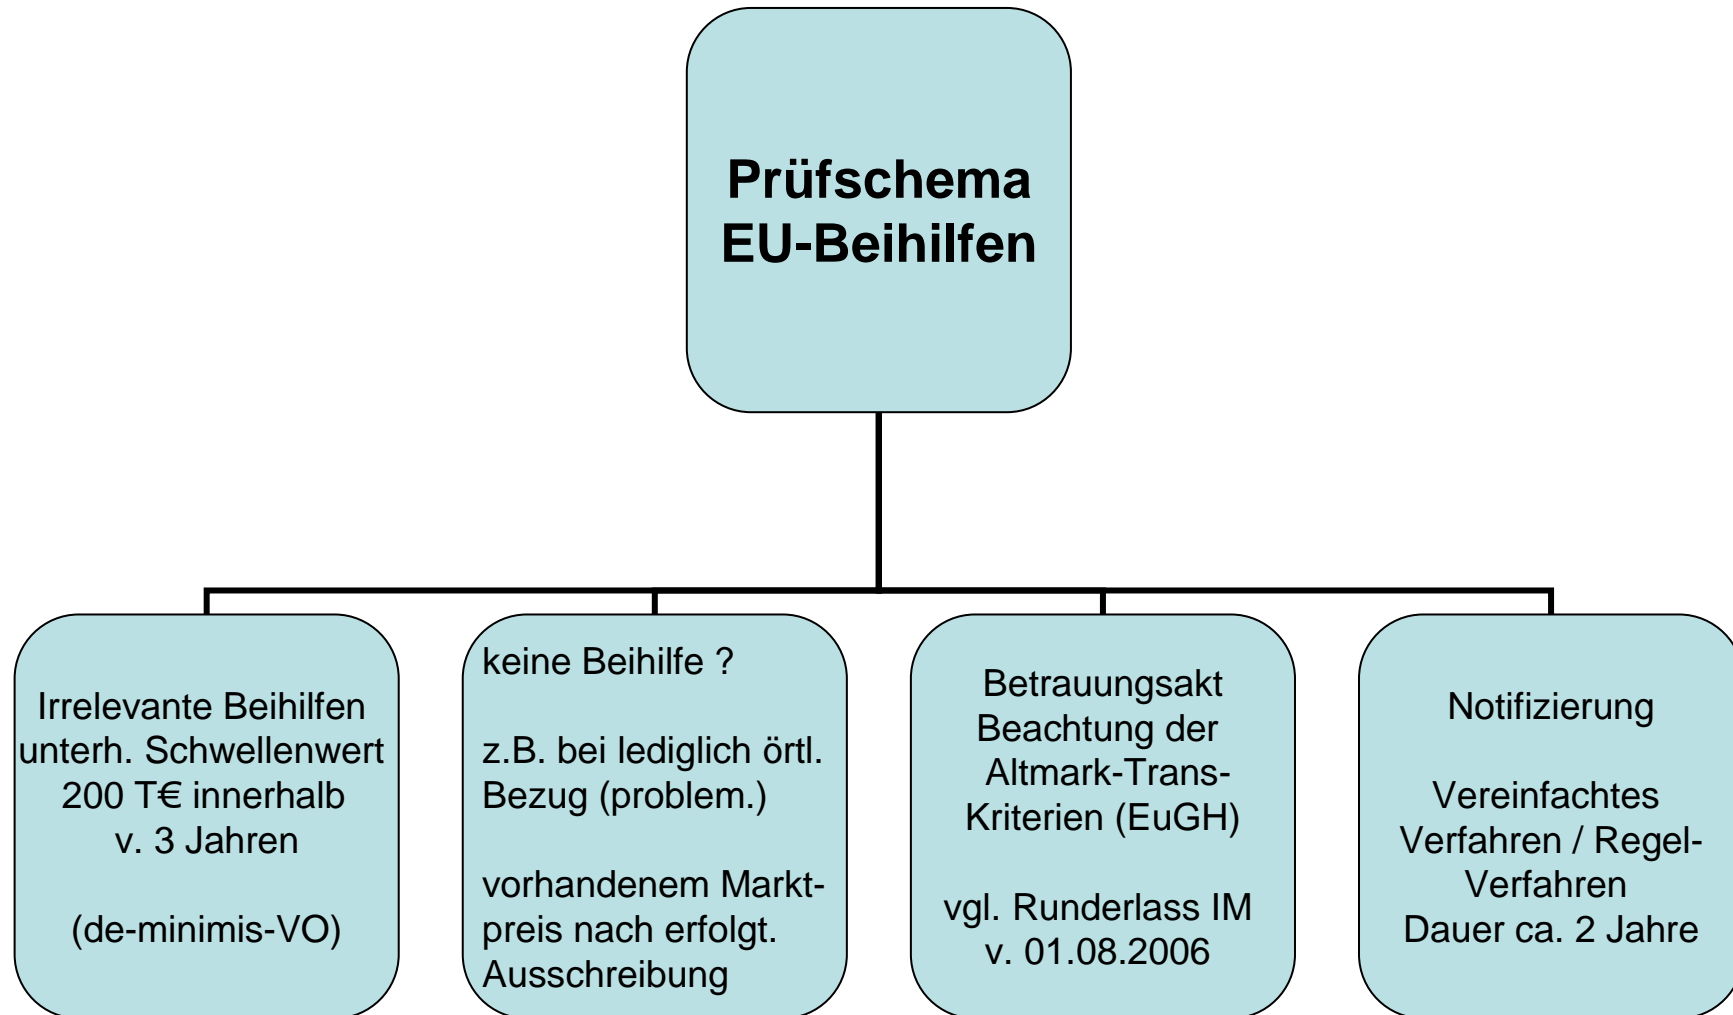 Prüfschema
EU-Beihilfen
Irrelevante Beihilfen
unterh. Schwellenwert
200 T€ innerhalb
v. 3 Jahren
(de-minimis-VO)
keine Beihilfe ?
z.B. bei lediglich örtl.
Bezug (problem.)
vorhandenem Markt-
preis nach erfolgt.
Ausschreibung
Betrauungsakt
Beachtung der
Altmark-Trans-
Kriterien (EuGH)
vgl. Runderlass IM
v. 01.08.2006
Notifizierung
Vereinfachtes
Verfahren / Regel-
Verfahren
Dauer ca. 2 Jahre